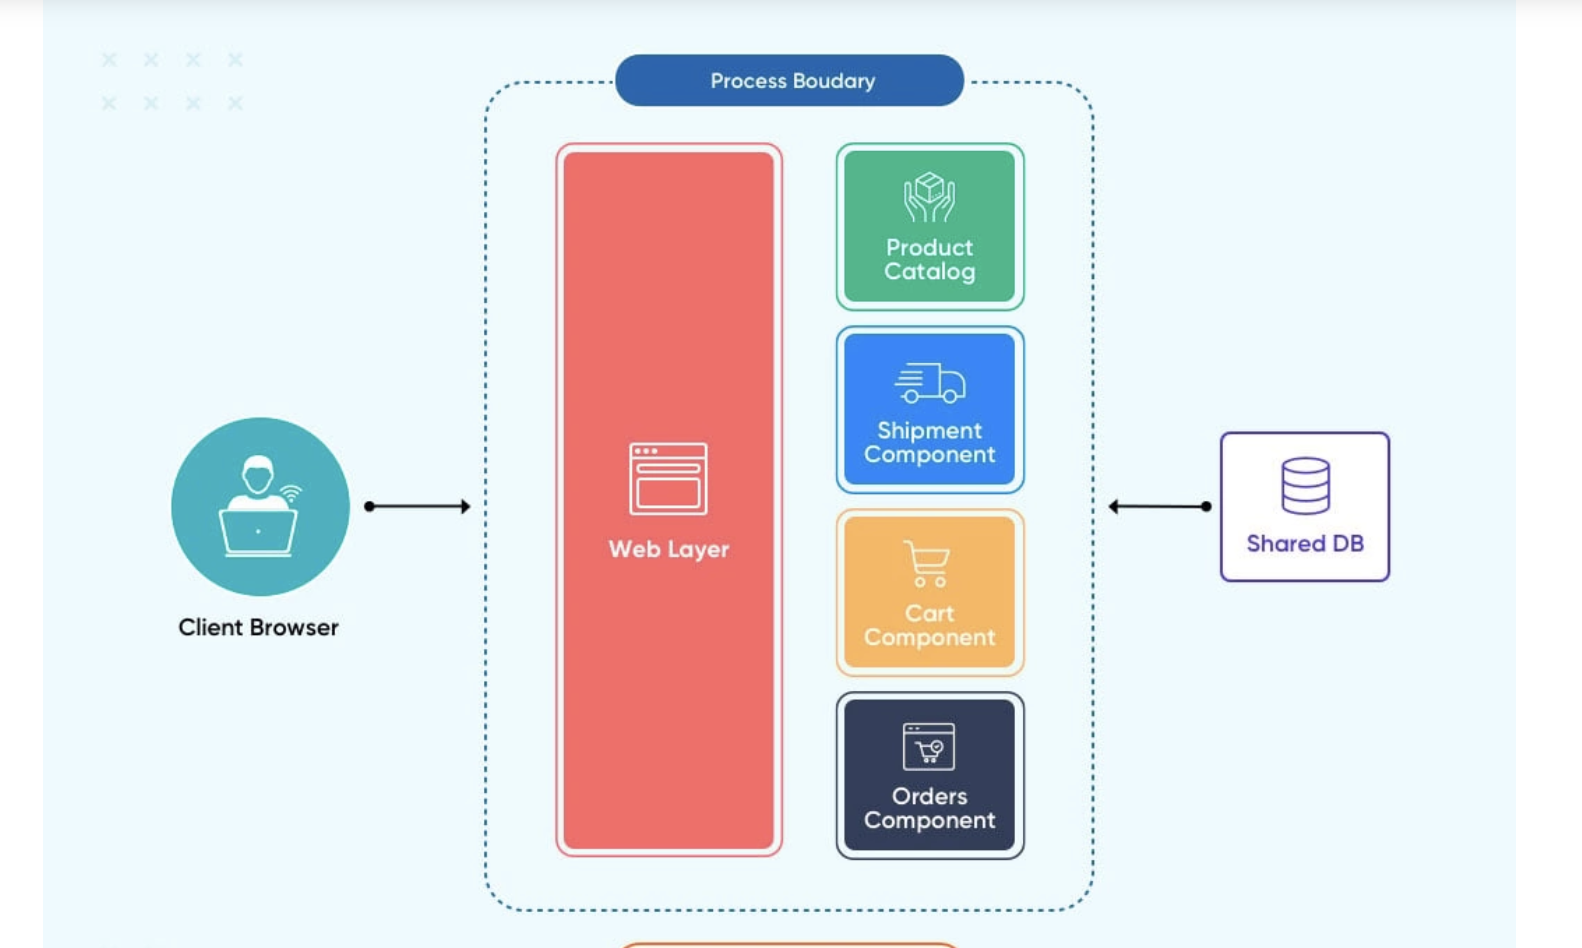 Process Boudary
Product
Catalog
Shipment
Component
Web Layer
Cart
Component
Orders
Component
Client Browser
Shared DB